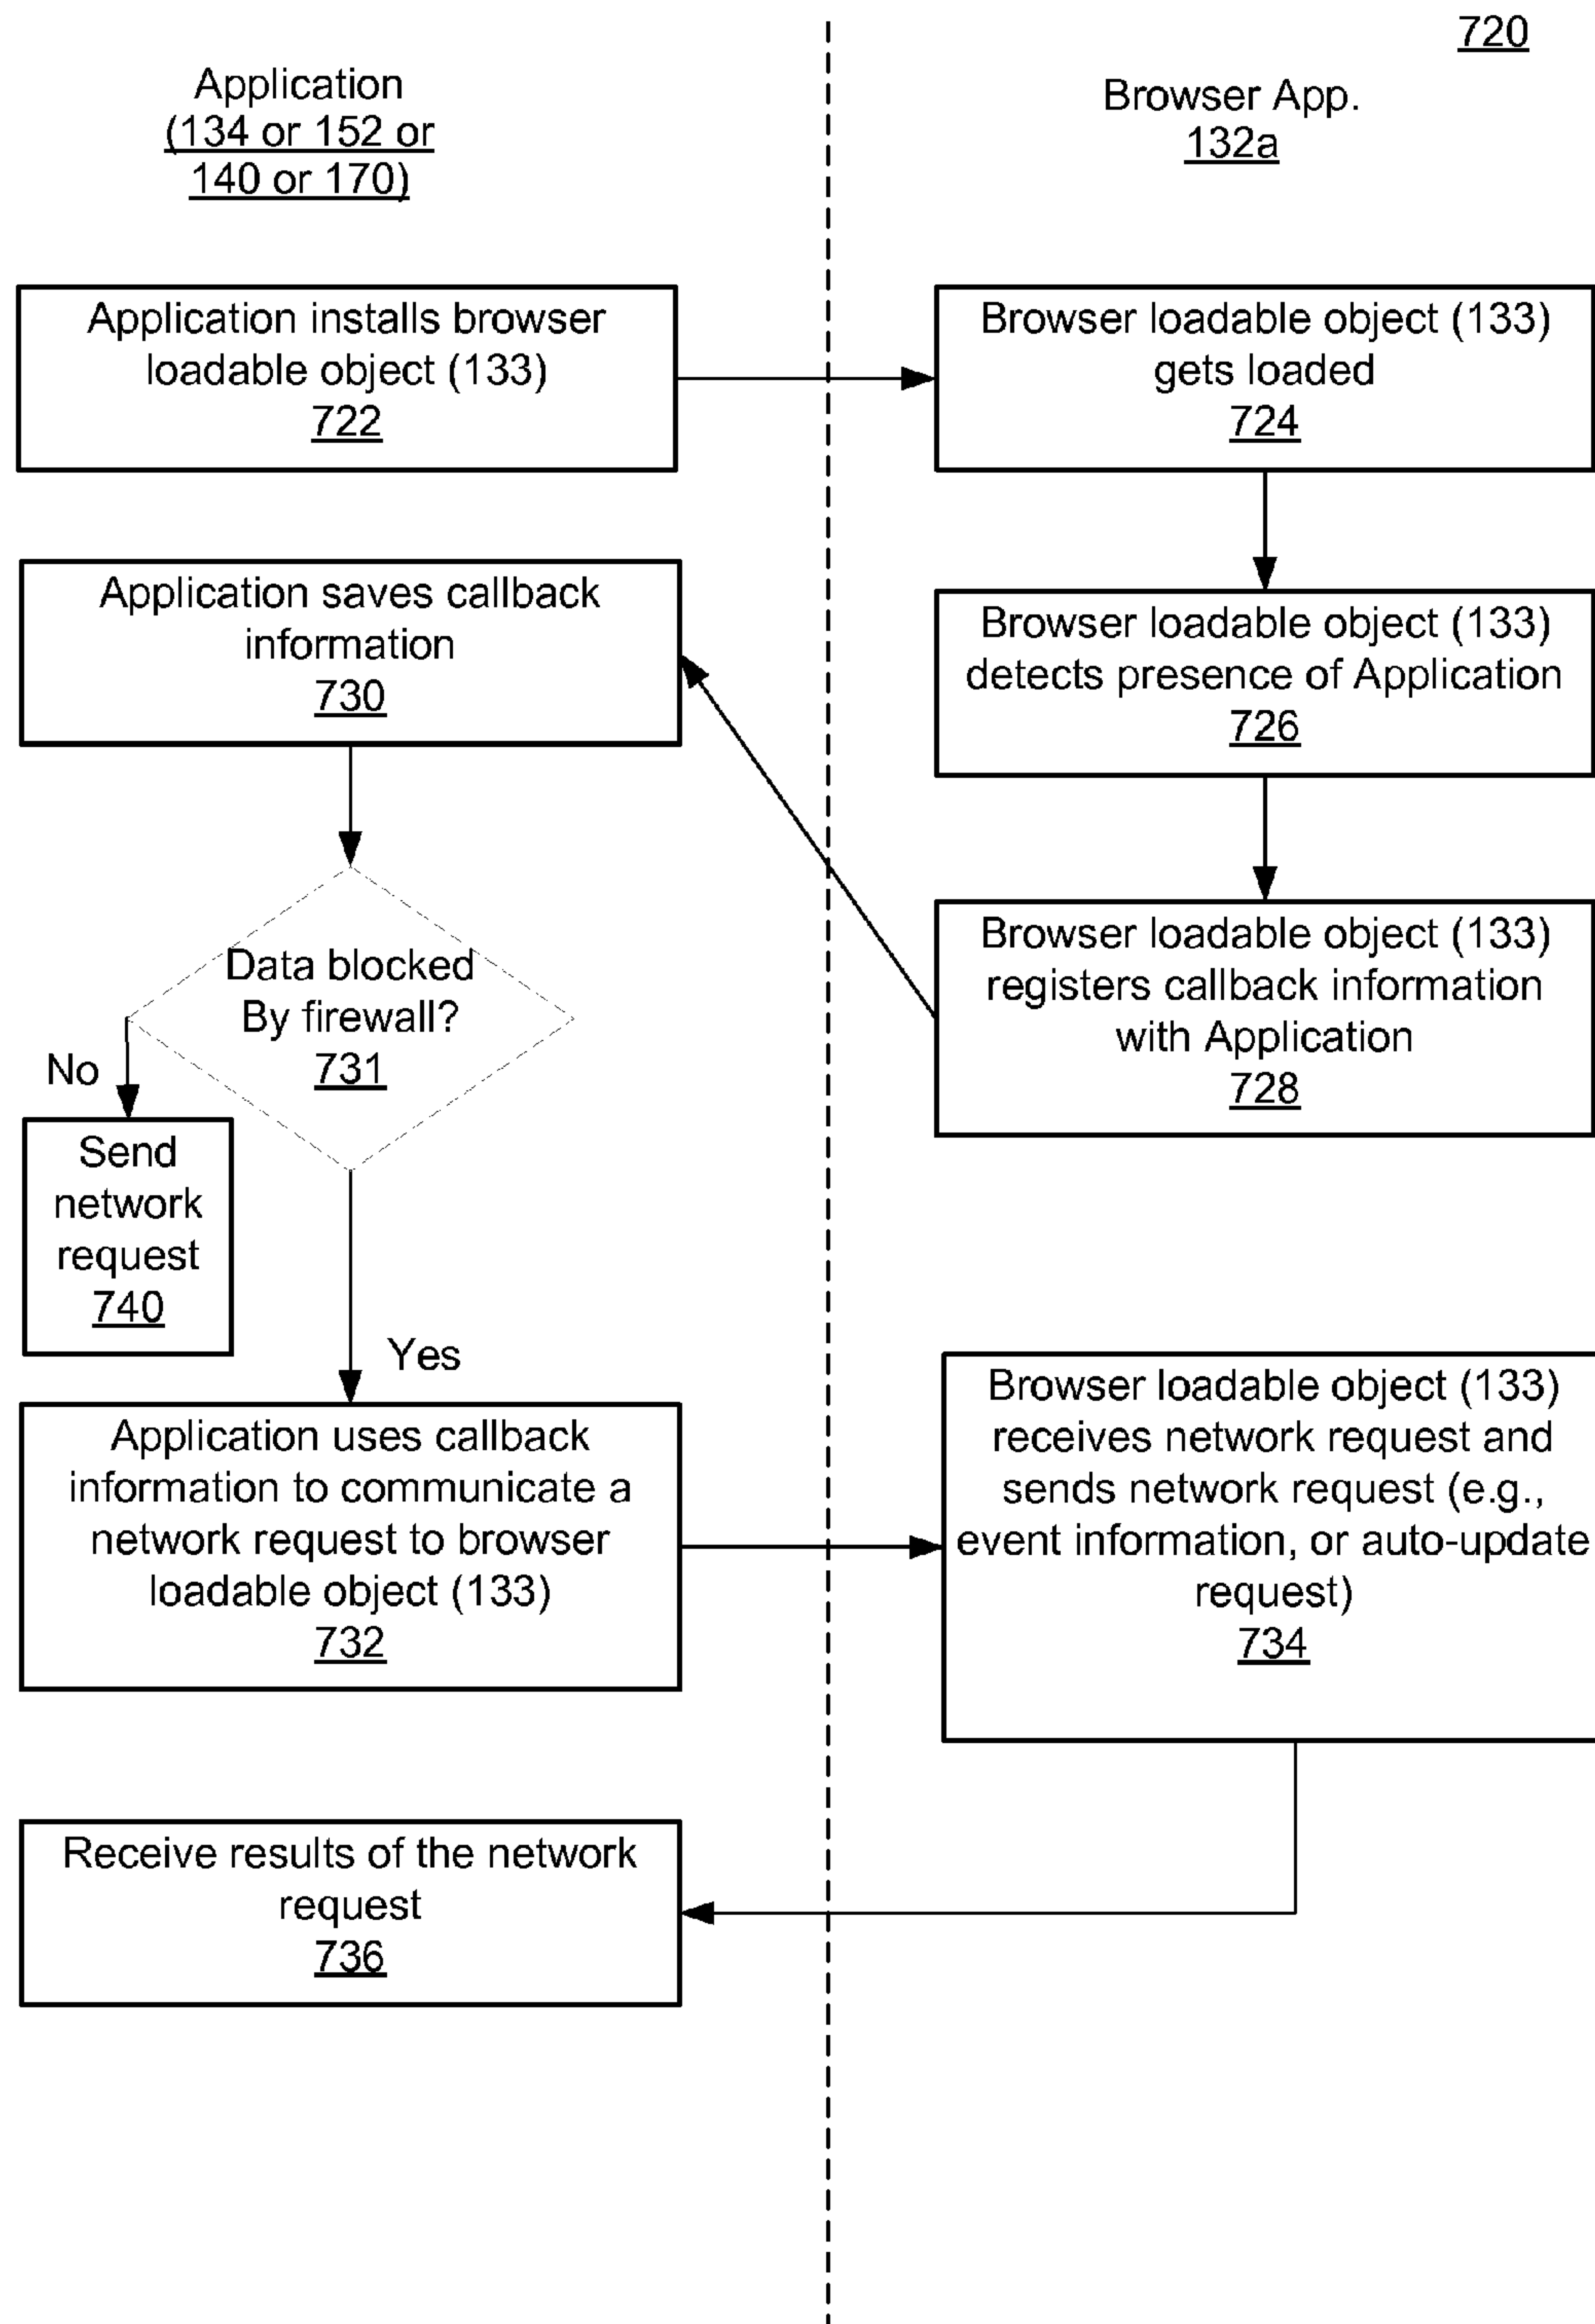 720
Application
(134 or 152 or
140 or 170)
Browser App.
132a
Application installs browser
loadable object (133)
722
Browser loadable object (133)
gets loaded
724
Application saves callback
information
730
Browser loadable object (133)
detects presence of Application
726
Data blocked
By firewall?
731
Browser loadable object (133)
registers callback information
with Application
728
No
Send
network
request
740
Yes
Application uses callback
information to communicate a
network request to browser
loadable object (133)
732
Browser loadable object (133)
receives network request and
sends network request (e.g.,
event information, or auto-update
request)
734
Receive results of the network
request
736